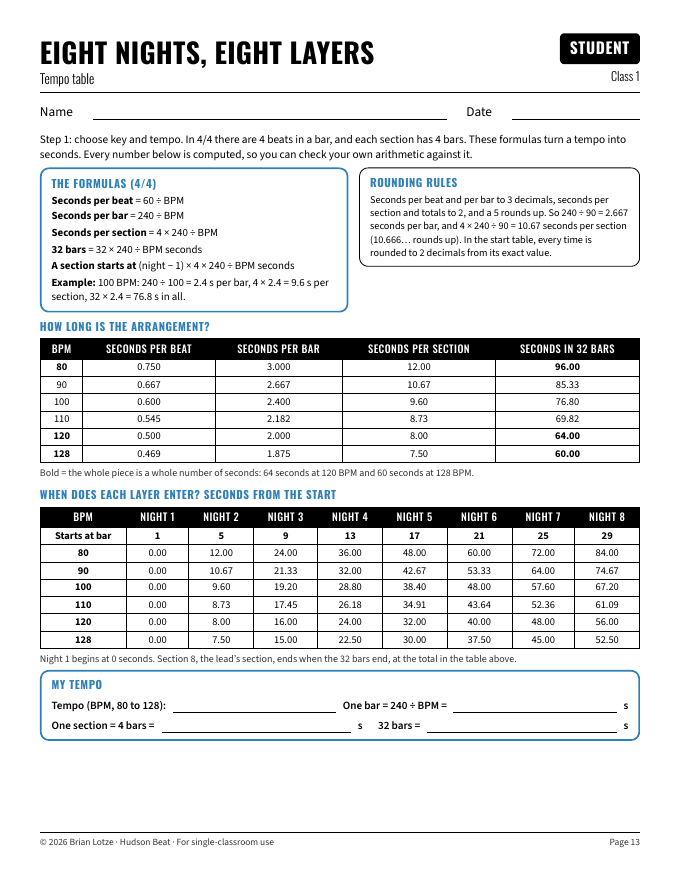 EIGHT NIGHTS, EIGHT LAYERS
STUDENT
Tempo table
Class 1
Name
Date
Step 1: choose key and tempo. In 4/4 there are 4 beats in a bar, and each section has 4 bars. These formulas turn a tempo into
seconds. Every number below is computed, so you can check your own arithmetic against it.
THE FORMULAS (4/4)
Seconds per beat = 60 ÷ BPM
Seconds per bar = 240 ÷ BPM
Seconds per section = 4 × 240 ÷ BPM
32 bars = 32 × 240 ÷ BPM seconds
A section starts at (night − 1) × 4 × 240 ÷ BPM seconds
Example: 100 BPM: 240 ÷ 100 = 2.4 s per bar, 4 × 2.4 = 9.6 s per
section, 32 × 2.4 = 76.8 s in all.
ROUNDING RULES
Seconds per beat and per bar to 3 decimals, seconds per
section and totals to 2, and a 5 rounds up. So 240 ÷ 90 = 2.667
seconds per bar, and 4 × 240 ÷ 90 = 10.67 seconds per section
(10.666… rounds up). In the start table, every time is
rounded to 2 decimals from its exact value.
HOW LONG IS THE ARRANGEMENT?
BPM SECONDS PER BEAT SECONDS PER BAR SECONDS PER SECTION SECONDS IN 32 BARS
80 0.750 3.000 12.00 96.00
90 0.667 2.667 10.67 85.33
100 0.600 2.400 9.60 76.80
110 0.545 2.182 8.73 69.82
120 0.500 2.000 8.00 64.00
128 0.469 1.875 7.50 60.00
Bold = the whole piece is a whole number of seconds: 64 seconds at 120 BPM and 60 seconds at 128 BPM.
WHEN DOES EACH LAYER ENTER? SECONDS FROM THE START
BPM NIGHT 1 NIGHT 2 NIGHT 3 NIGHT 4 NIGHT 5 NIGHT 6 NIGHT 7 NIGHT 8
Starts at bar 1 5 9 13 17 21 25 29
80 0.00 12.00 24.00 36.00 48.00 60.00 72.00 84.00
90 0.00 10.67 21.33 32.00 42.67 53.33 64.00 74.67
100 0.00 9.60 19.20 28.80 38.40 48.00 57.60 67.20
110 0.00 8.73 17.45 26.18 34.91 43.64 52.36 61.09
120 0.00 8.00 16.00 24.00 32.00 40.00 48.00 56.00
128 0.00 7.50 15.00 22.50 30.00 37.50 45.00 52.50
Night 1 begins at 0 seconds. Section 8, the lead's section, ends when the 32 bars end, at the total in the table above.
MY TEMPO
Tempo (BPM, 80 to 128): One bar = 240 ÷ BPM = s
One section = 4 bars = s 32 bars = s
© 2026 Brian Lotze · Hudson Beat · For single-classroom use
Page 13